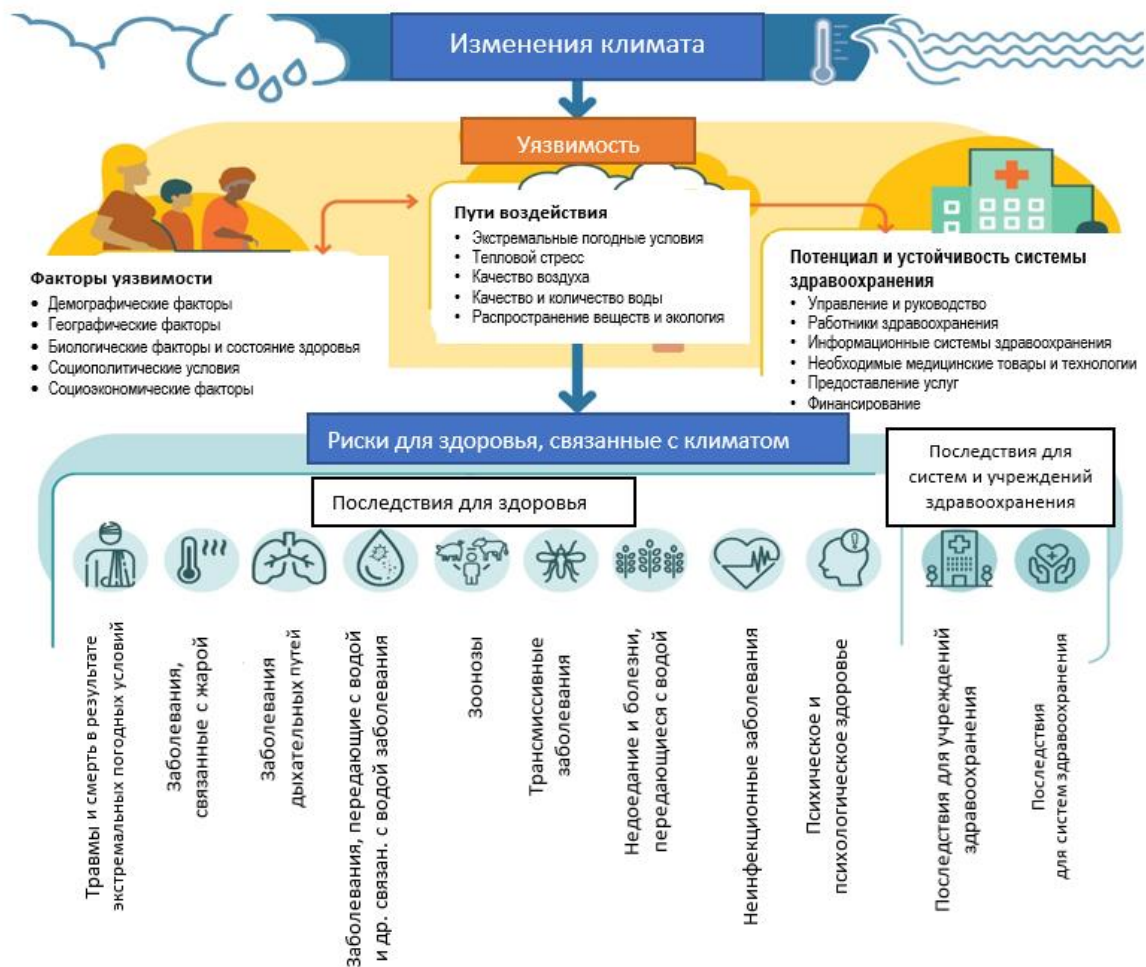 Изменения климата
Уязвимость
Пути воздействия
• Экстремальные погодные условия
• Тепловой стресс
• Качество воздуха
• Качество и количество воды
• Распространение веществ и экология
Факторы уязвимости
• Демографические факторы
• Географические факторы
• Биологические факторы и состояние здоровья
• Социополитические условия
• Социоэкономические факторы
Потенциал и устойчивость системы
здравоохранения
• Управление и руководство
• Работники здравоохранения
• Информационные системы здравоохранения
• Необходимые медицинские товары и технологии
• Предоставление услуг
• Финансирование
Риски для здоровья, связанные с климатом
Последствия для здоровья
Последствия для
систем и учреждений
здравоохранения
Травмы и смерть в результате
экстремальных погодных условий
Заболевания,
связанные с жарой
Заболевания
дыхательных путей
Заболевания, передающие с водой
и др. связан. с водой заболевания
Зоонозы
Трансмиссивные
заболевания
Недоедание и болезни,
передающиеся с водой
Неинфекционные заболевания
Психическое и
психологическое здоровье
Последствия для учреждений
здравоохранения
Последствия
для систем здравоохранения